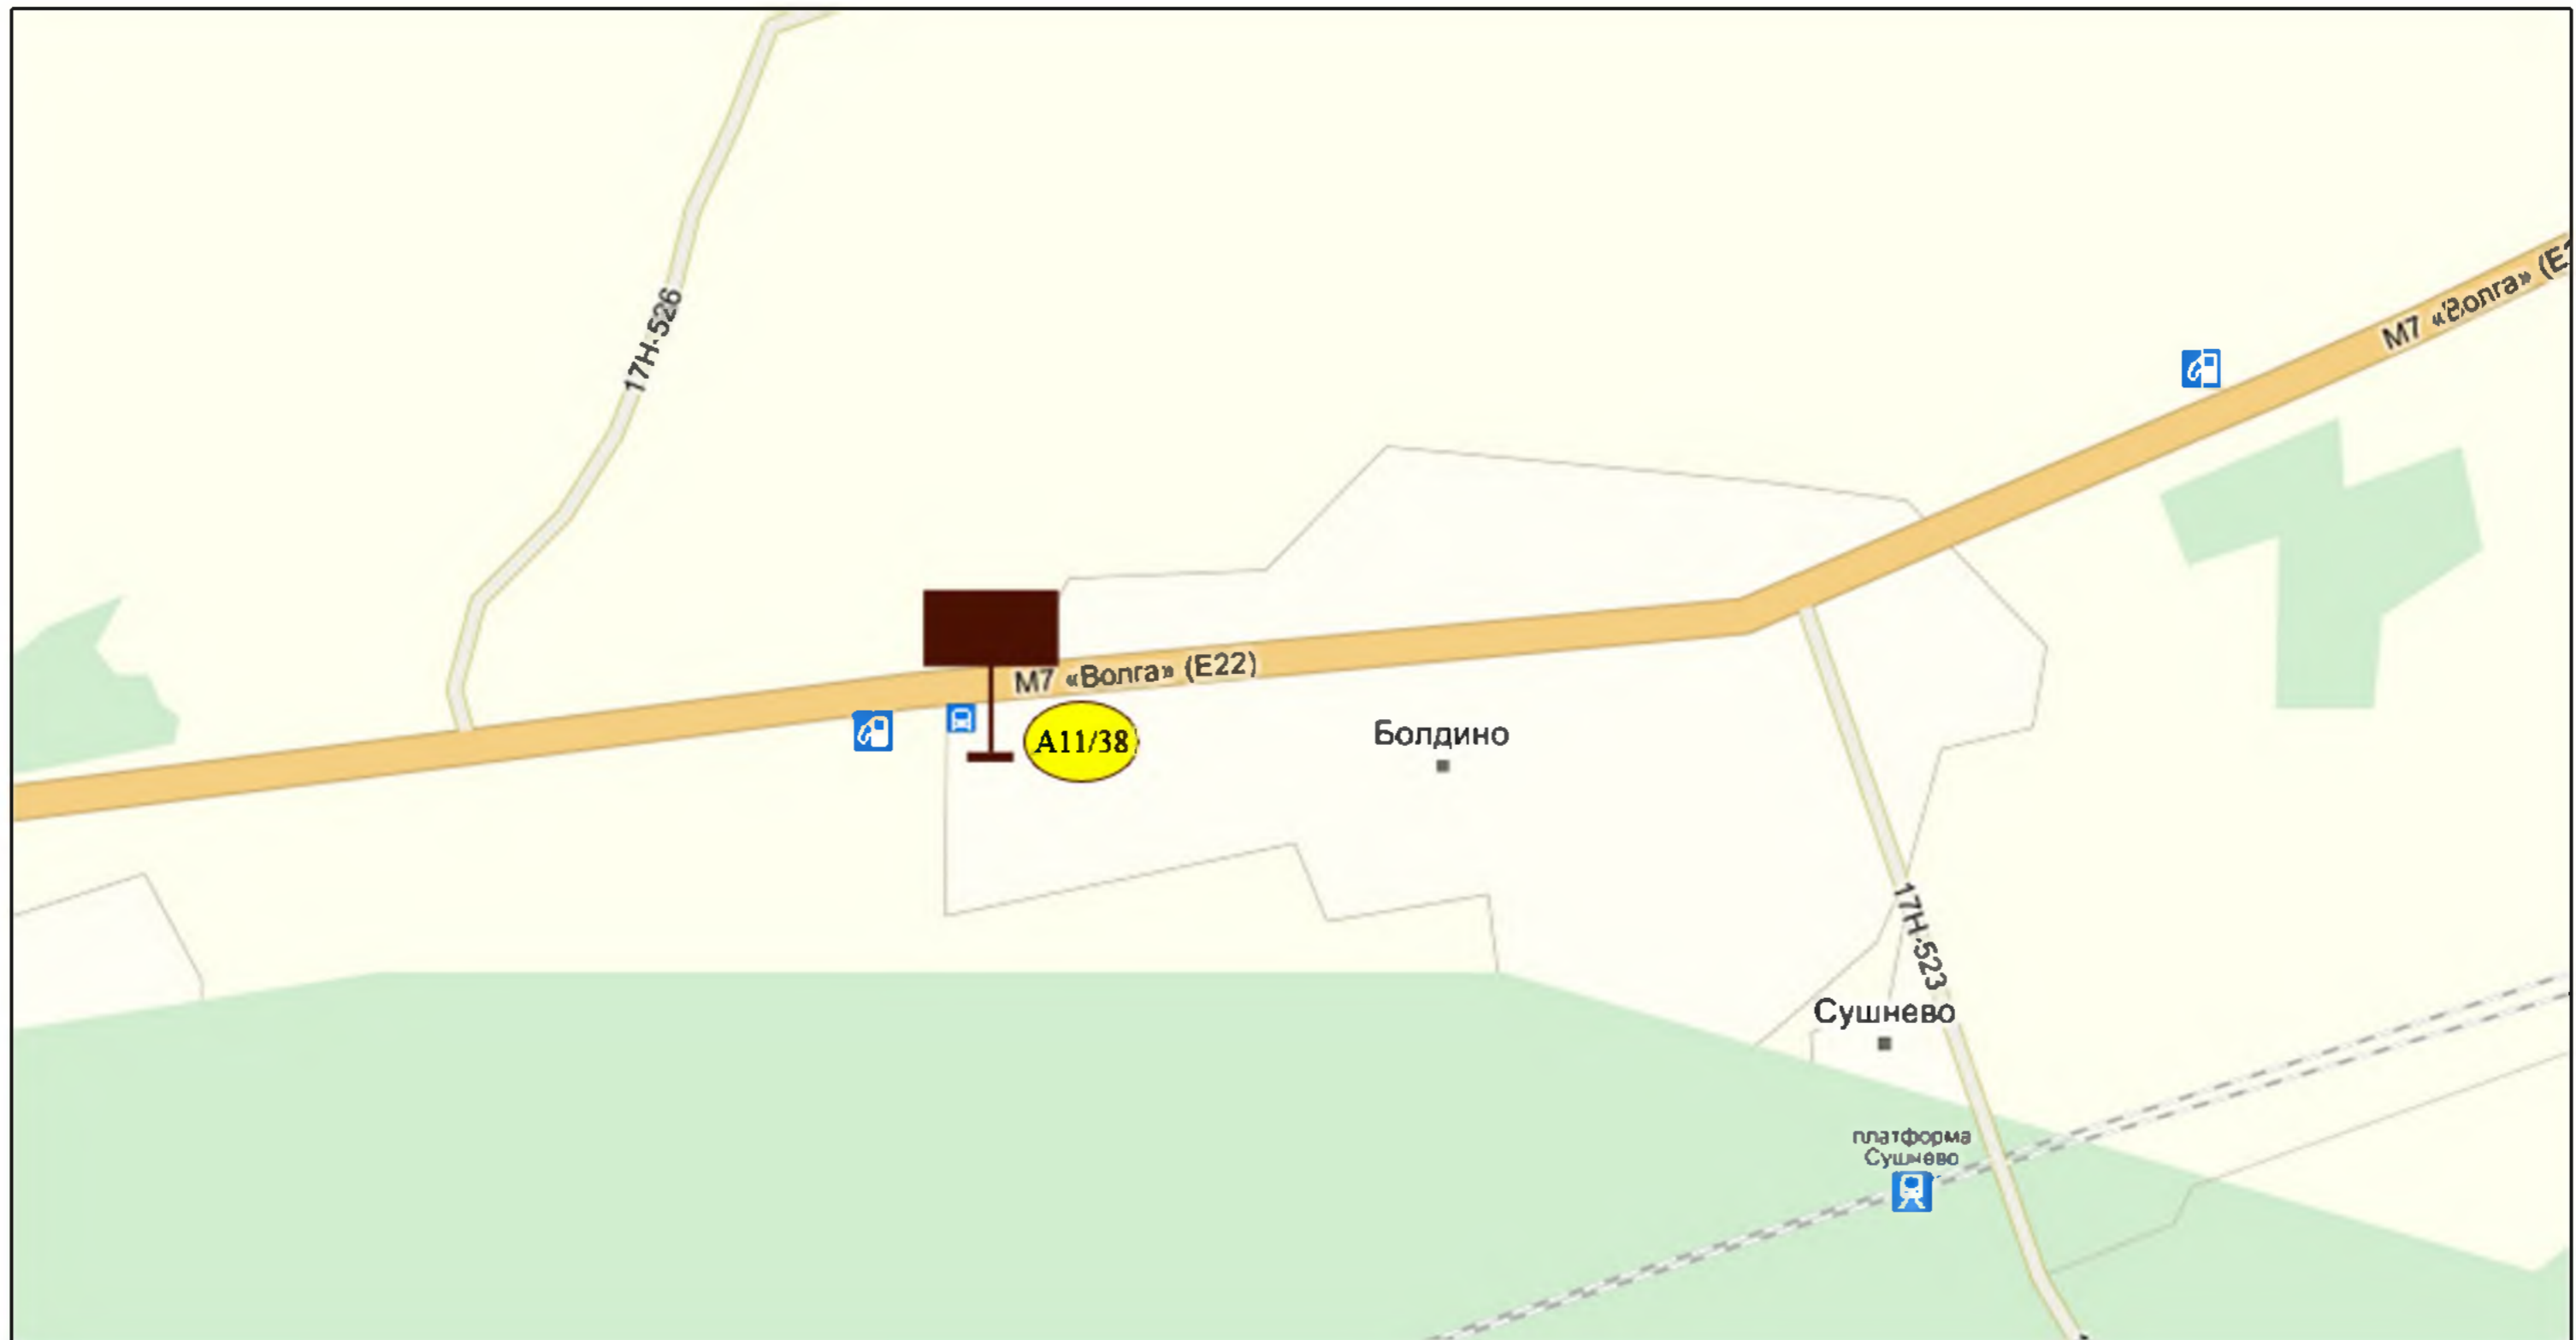 17Н-526
М7 «Волга» (Е
М7 «Волга» (Е22)
А11/38
Болдино
17Н-523
Сушнево
платформа
Сушнево